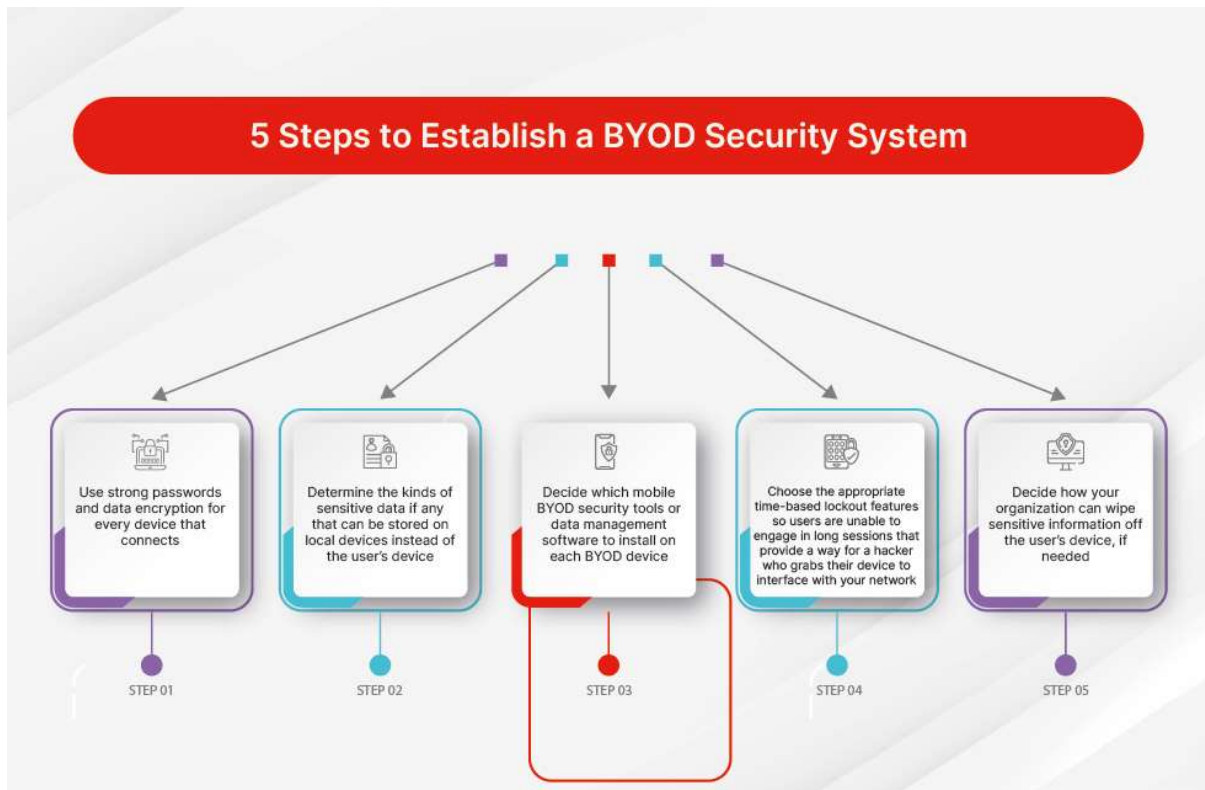 5 Steps to Establish a BYOD Security System
Use strong passwords
and data encryption for
every device that
connects
STEP 01
Determine the kinds of
sensitive data if any
that can be stored on
local devices instead of
the user's device
STEP 02
Decide which mobile
BYOD security tools or
data management
software to install on
each BYOD device
STEP 03
Choose the appropriate
time-based lockout features
so users are unable to
engage in long sessions that
provide a way for a hacker
who grabs their device to
interface with your network
STEP 04
Decide how your
organization can wipe
sensitive information off
the user's device, if
needed
STEP 05